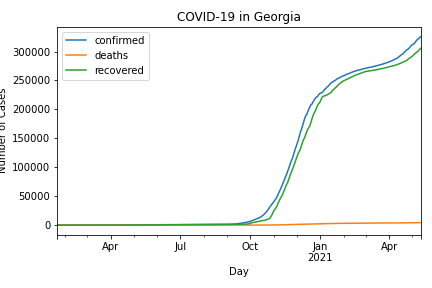 COVID-19 in Georgia
confirmed
deaths
recovered
300000
250000
200000
150000
100000
50000
0
Number of Cases
Apr
Jul
Oct
Jan
2021
Apr
Day